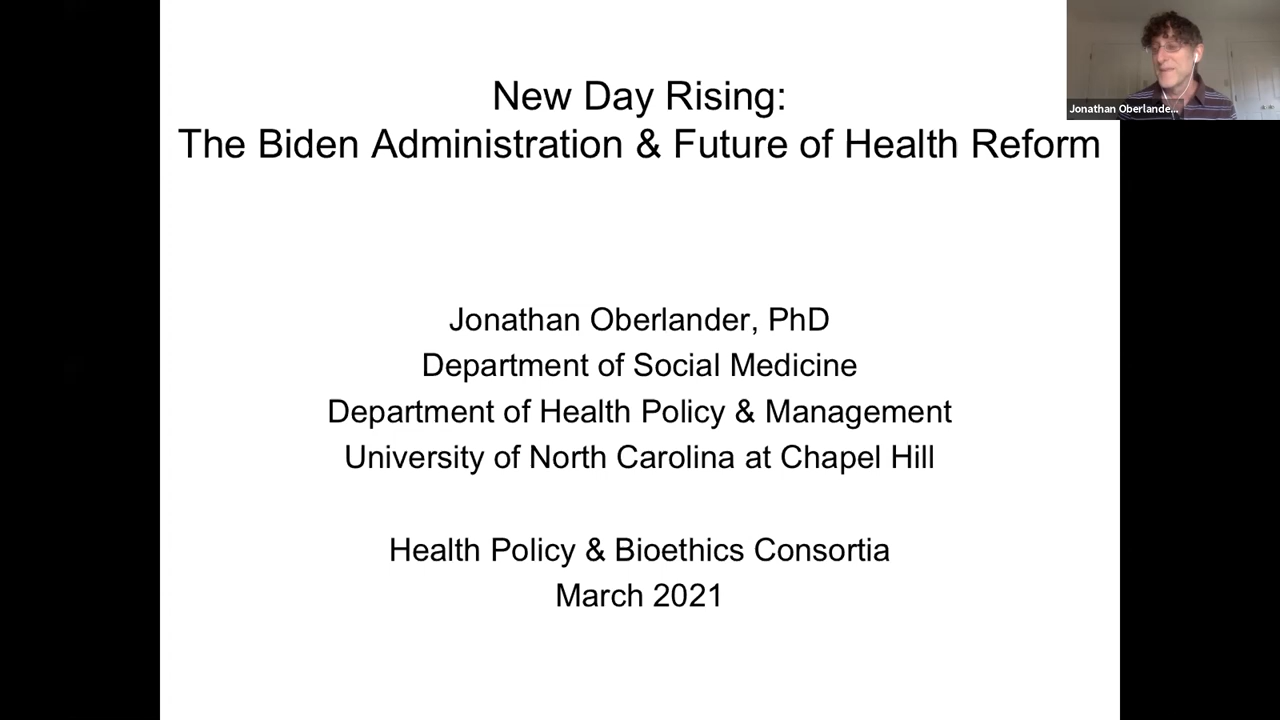 New Day Rising:
The Biden Administration & Future of Health Reform
Jonathan Oberlande...
Jonathan Oberlander, PhD
Department of Social Medicine
Department of Health Policy & Management
University of North Carolina at Chapel Hill
Health Policy & Bioethics Consortia
March 2021